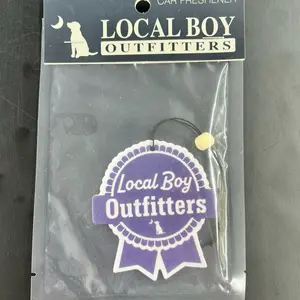 CAR FRESHENER
LOCAL BOY
OUTFITTERS
Local Boy
Outfitters